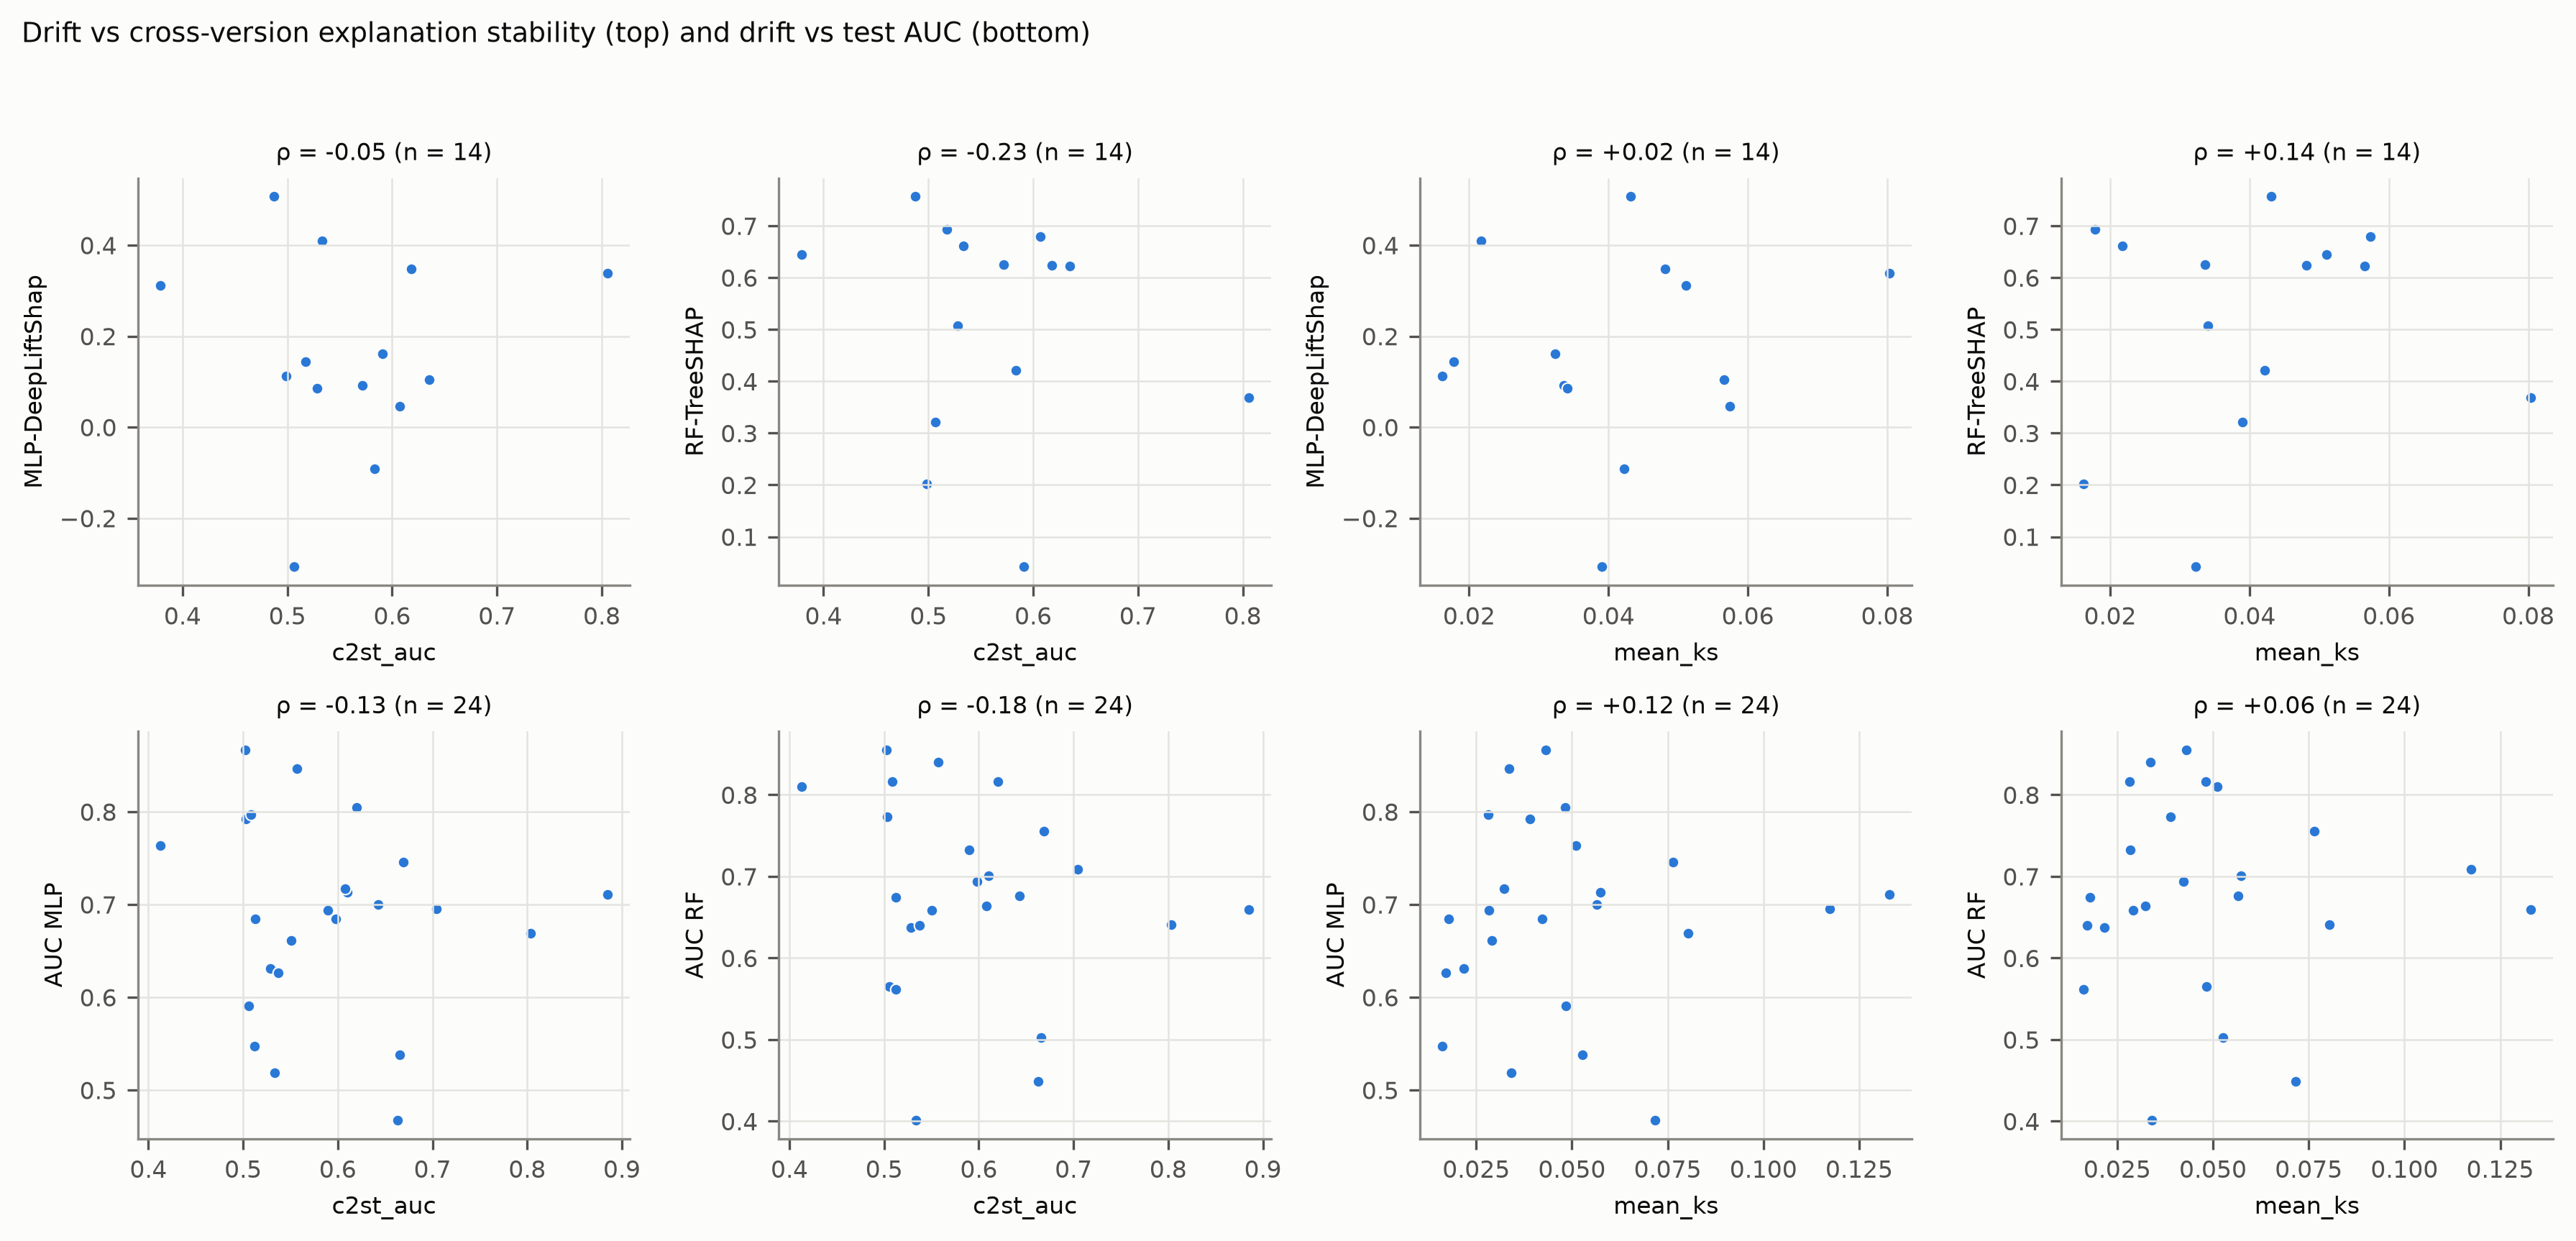 Drift vs cross-version explanation stability (top) and drift vs test AUC (bottom)
ρ = -0.05 (n = 14)
MLP-DeepLiftShap
0.4
0.2
0.0
−0.2
0.4 0.5 0.6 0.7 0.8
c2st_auc
ρ = -0.23 (n = 14)
RF-TreeSHAP
0.7
0.6
0.5
0.4
0.3
0.2
0.1
0.4 0.5 0.6 0.7 0.8
c2st_auc
ρ = +0.02 (n = 14)
MLP-DeepLiftShap
0.4
0.2
0.0
−0.2
0.02 0.04 0.06 0.08
mean_ks
ρ = +0.14 (n = 14)
RF-TreeSHAP
0.7
0.6
0.5
0.4
0.3
0.2
0.1
0.02 0.04 0.06 0.08
mean_ks
ρ = -0.13 (n = 24)
AUC MLP
0.8
0.7
0.6
0.5
0.4 0.5 0.6 0.7 0.8 0.9
c2st_auc
ρ = -0.18 (n = 24)
AUC RF
0.8
0.7
0.6
0.5
0.4
0.4 0.5 0.6 0.7 0.8 0.9
c2st_auc
ρ = +0.12 (n = 24)
AUC MLP
0.8
0.7
0.6
0.5
0.025 0.050 0.075 0.100 0.125
mean_ks
ρ = +0.06 (n = 24)
AUC RF
0.8
0.7
0.6
0.5
0.4
0.025 0.050 0.075 0.100 0.125
mean_ks